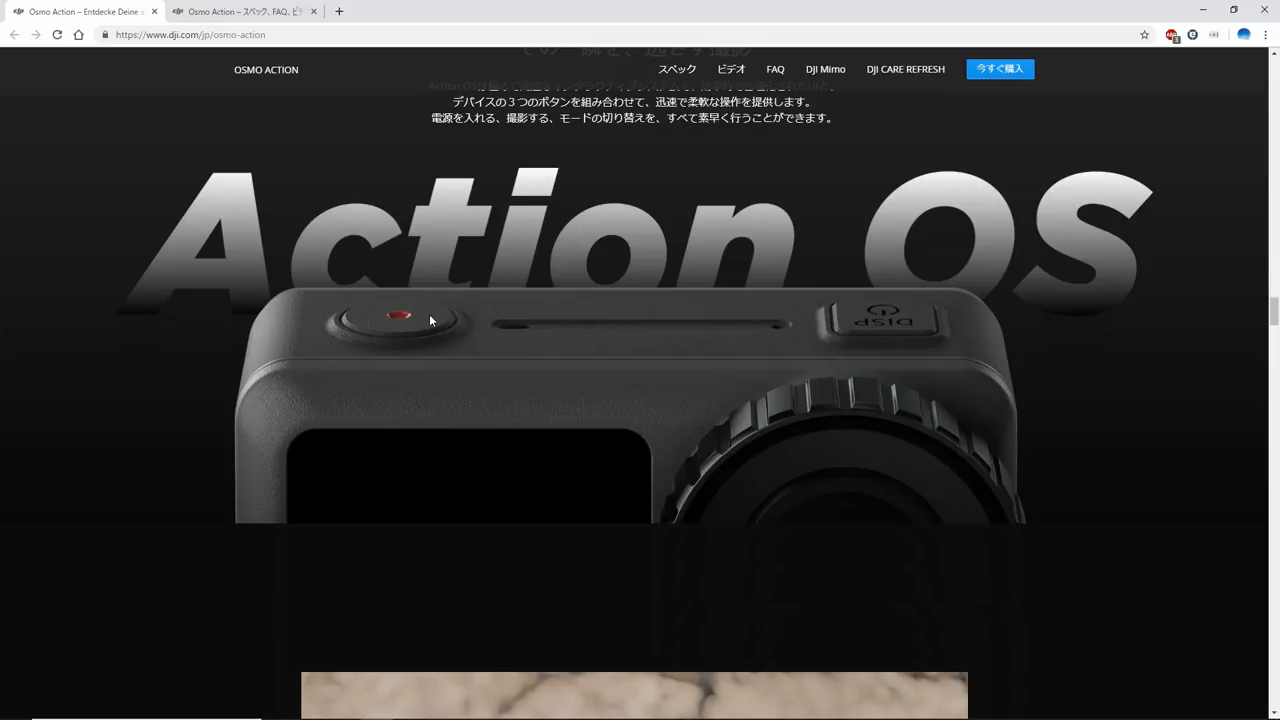 Osmo Action – Entdecke Deine
Osmo Action – スペック、FAQ、ビデ
https://www.dji.com/jp/osmo-action
OSMO ACTION
スペック
ビデオ
FAQ
DJI Mimo
DJI CARE REFRESH
今すぐ購入
デバイスの３つのボタンを組み合わせて、迅速で柔軟な操作を提供します。
電源を入れる、撮影する、モードの切り替えを、すべて素早く行うことができます。
Action OS
DISP